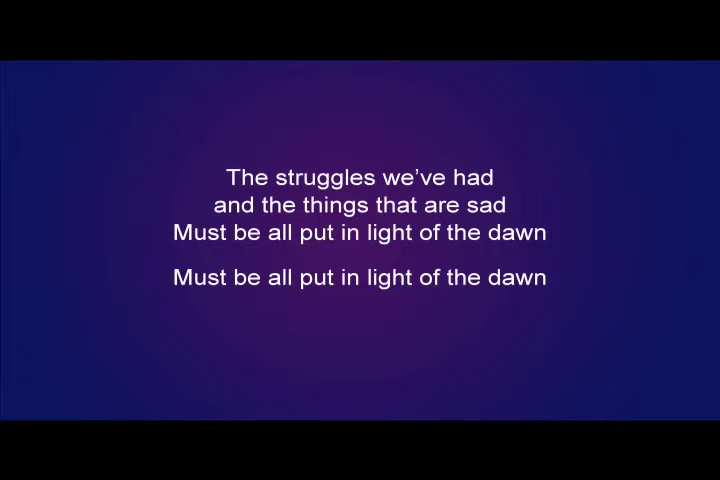 The struggles we’ve had
and the things that are sad
Must be all put in light of the dawn
Must be all put in light of the dawn